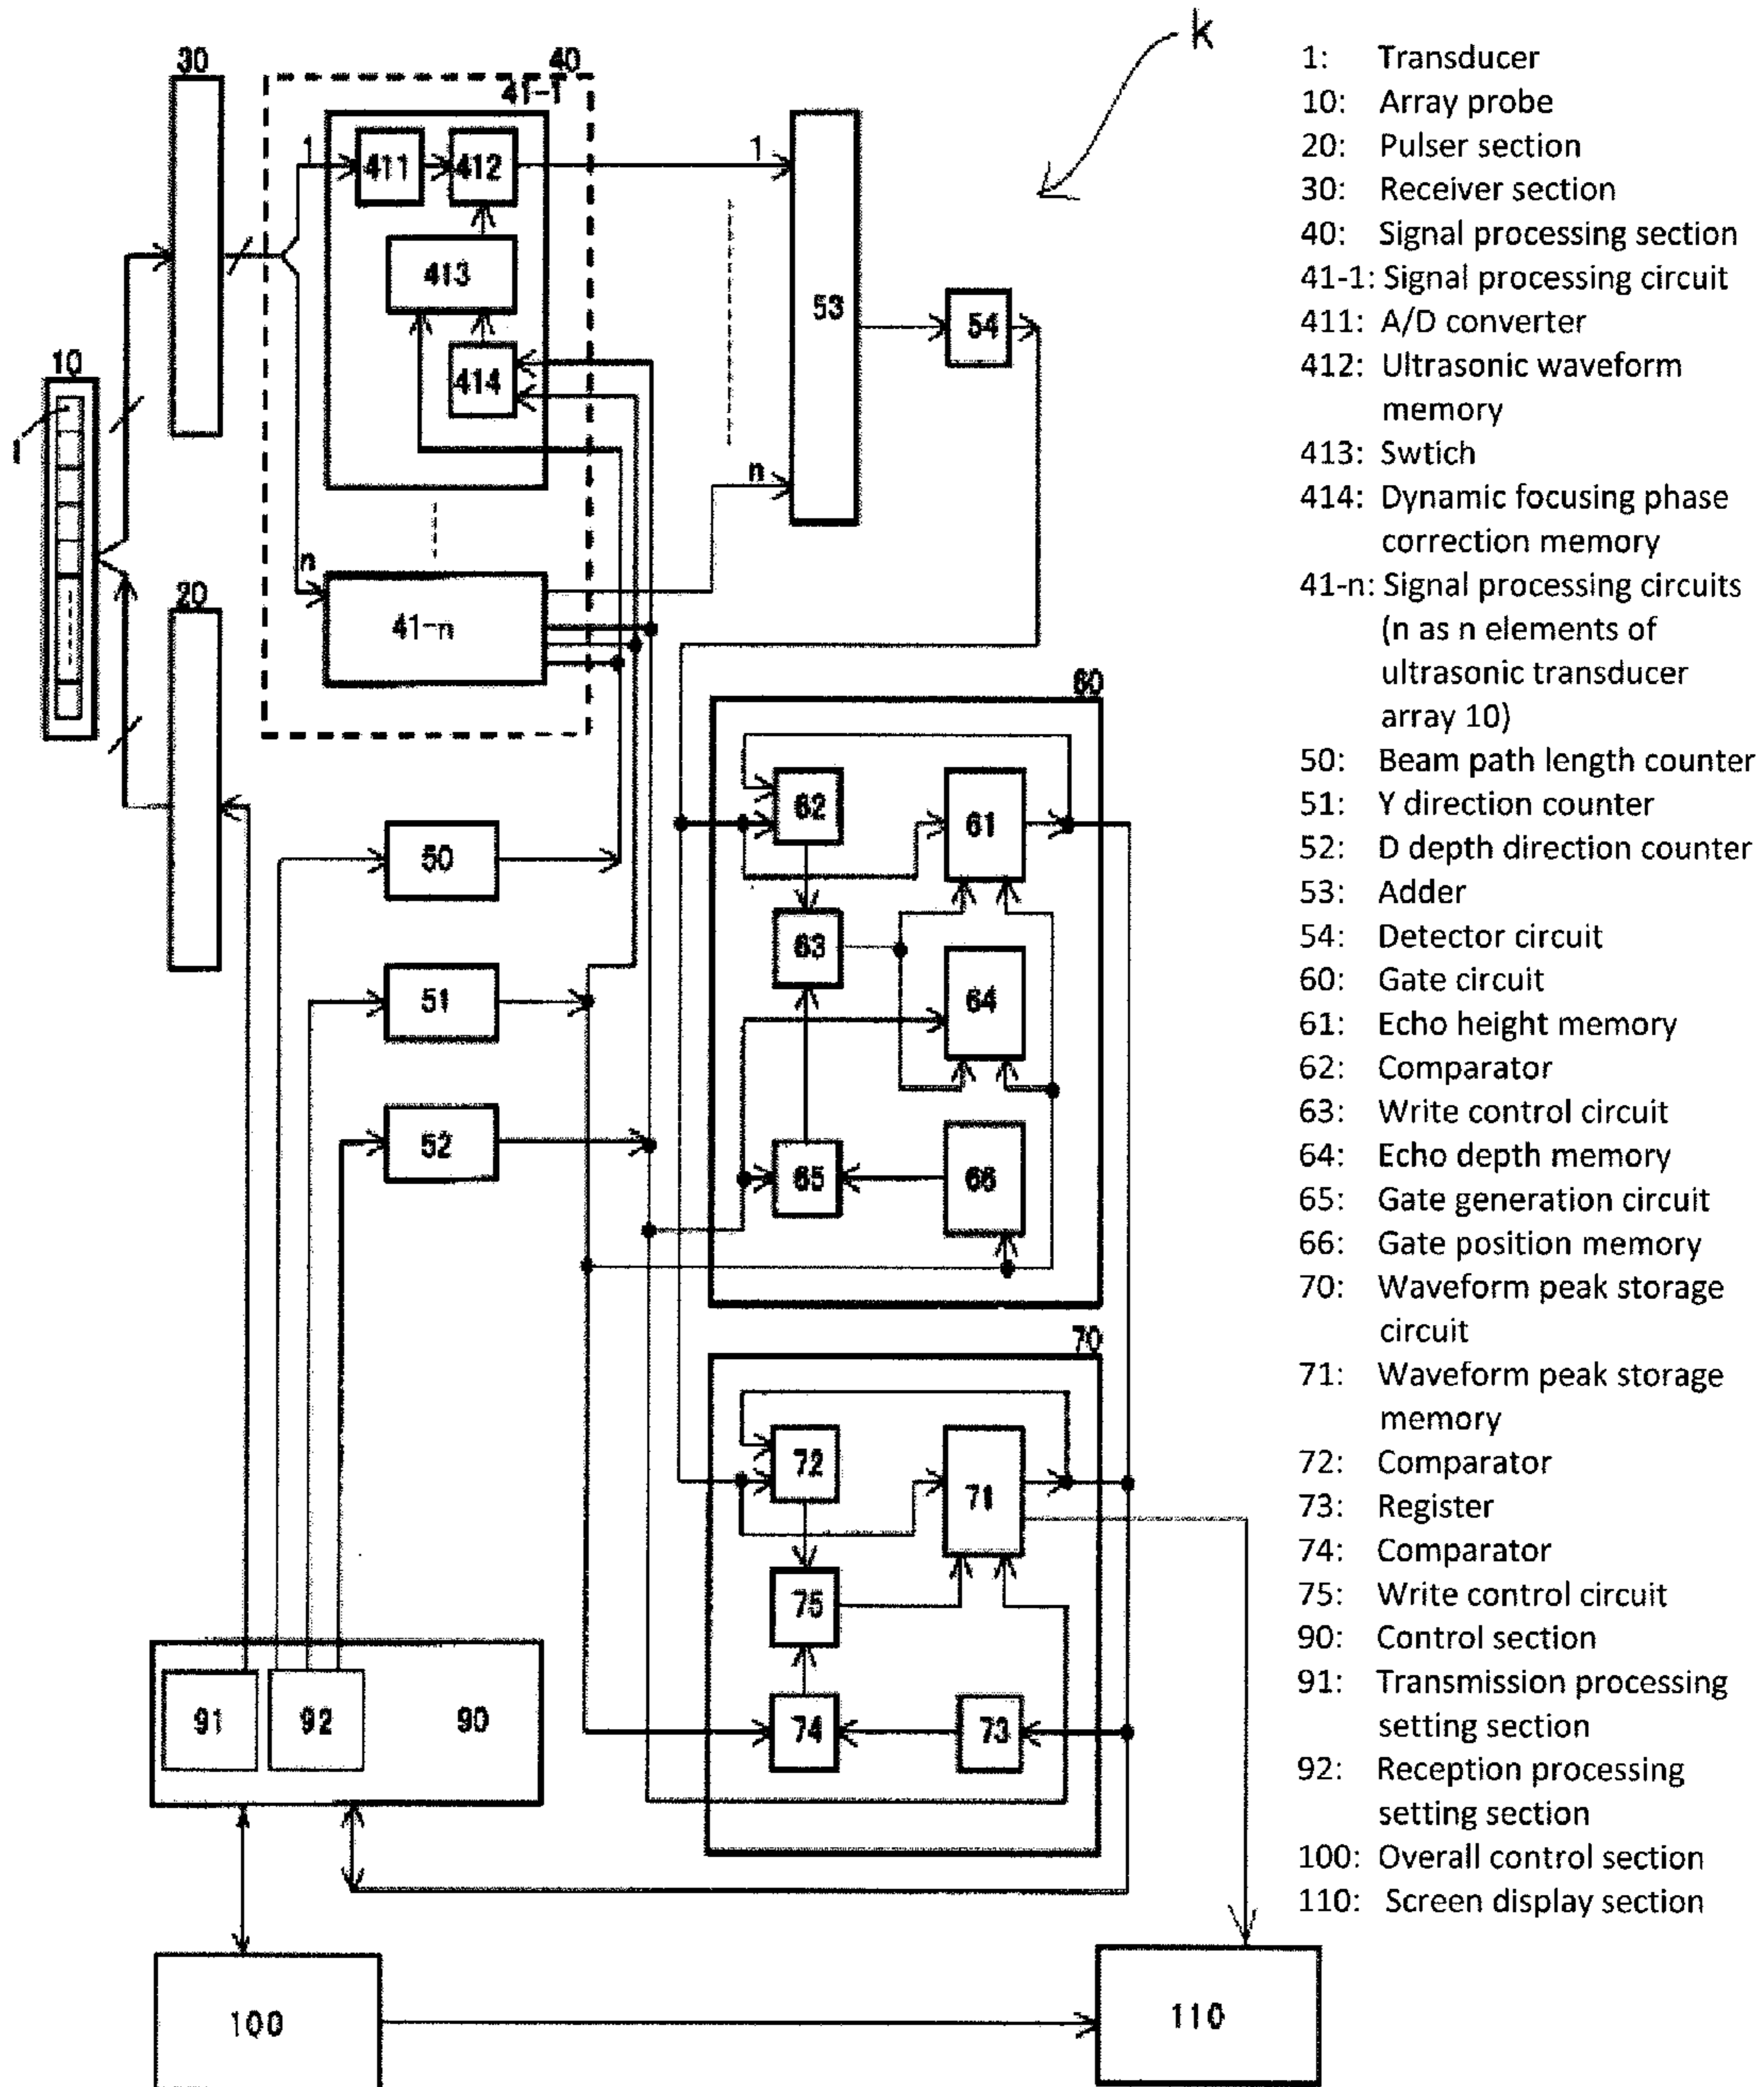 k
30
40
41-1
1
411
412
1
413
53
54
414
10
1
n
n
41-n
20
60
62
61
50
63
51
64
52
65
66
70
72
71
75
91
92
90
74
73
100
110
1: Transducer
10: Array probe
20: Pulser section
30: Receiver section
40: Signal processing section
41-1: Signal processing circuit
411: A/D converter
412: Ultrasonic waveform
memory
413: Swtich
414: Dynamic focusing phase
correction memory
41-n: Signal processing circuits
(n as n elements of
ultrasonic transducer
array 10)
50: Beam path length counter
51: Y direction counter
52: D depth direction counter
53: Adder
54: Detector circuit
60: Gate circuit
61: Echo height memory
62: Comparator
63: Write control circuit
64: Echo depth memory
65: Gate generation circuit
66: Gate position memory
70: Waveform peak storage
circuit
71: Waveform peak storage
memory
72: Comparator
73: Register
74: Comparator
75: Write control circuit
90: Control section
91: Transmission processing
setting section
92: Reception processing
setting section
100: Overall control section
110: Screen display section